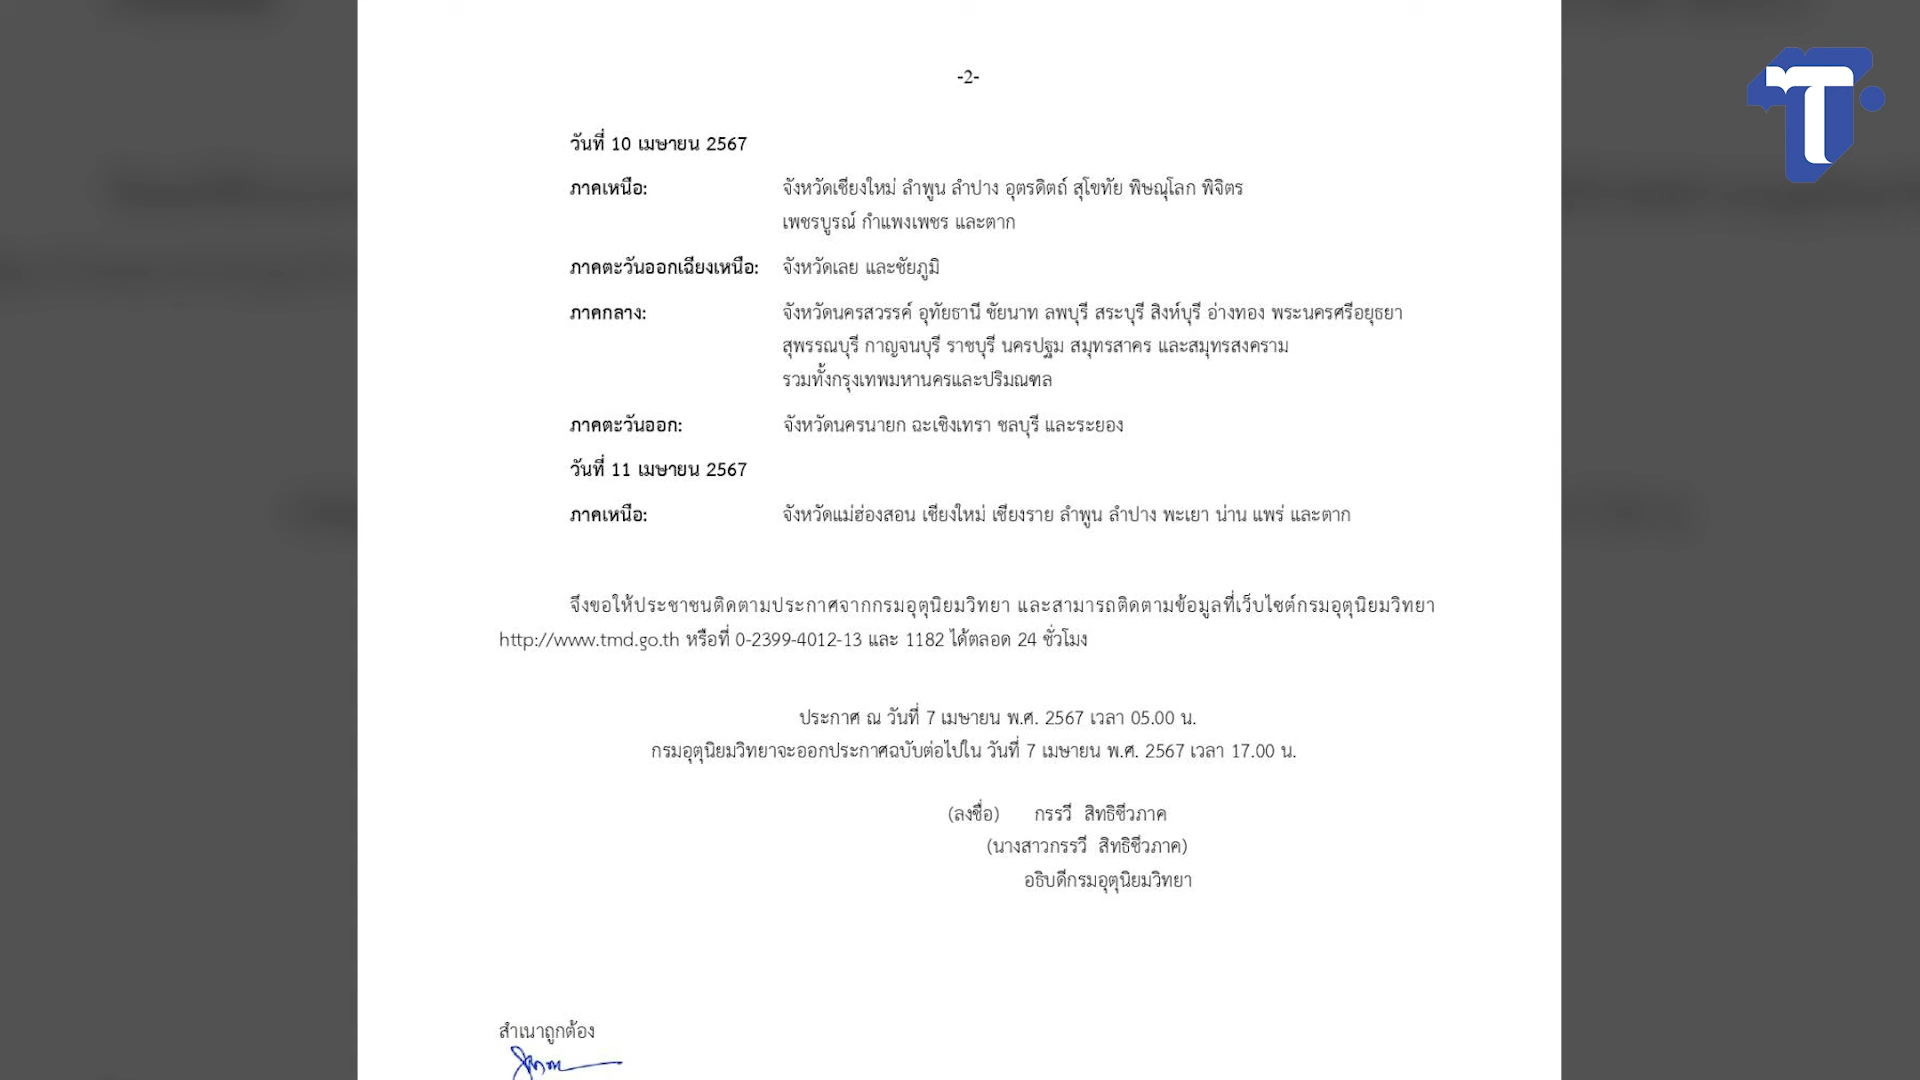 -2-
วันที่ 10 เมษายน 2567
ภาคเหนือ: จังหวัดเชียงใหม่ ลำพูน ลำปาง อุตรดิตถ์ สุโขทัย พิษณุโลก พิจิตร
เพชรบูรณ์ กำแพงเพชร และตาก
ภาคตะวันออกเฉียงเหนือ: จังหวัดเลย และชัยภูมิ
ภาคกลาง: จังหวัดนครสวรรค์ อุทัยธานี ชัยนาท ลพบุรี สระบุรี สิงห์บุรี อ่างทอง พระนครศรีอยุธยา
สุพรรณบุรี กาญจนบุรี ราชบุรี นครปฐม สมุทรสาคร และสมุทรสงคราม
รวมทั้งกรุงเทพมหานครและปริมณฑล
ภาคตะวันออก: จังหวัดนครนายก ฉะเชิงเทรา ชลบุรี และระยอง
วันที่ 11 เมษายน 2567
ภาคเหนือ: จังหวัดแม่ฮ่องสอน เชียงใหม่ เชียงราย ลำพูน ลำปาง พะเยา น่าน แพร่ และตาก
จึงขอให้ประชาชนติดตามประกาศจากกรมอุตุนิยมวิทยา และสามารถติดตามข้อมูลที่เว็บไซต์กรมอุตุนิยมวิทยา
http://www.tmd.go.th หรือที่ 0-2399-4012-13 และ 1182 ได้ตลอด 24 ชั่วโมง
ประกาศ ณ วันที่ 7 เมษายน พ.ศ. 2567 เวลา 05.00 น.
กรมอุตุนิยมวิทยาจะออกประกาศฉบับต่อไปใน วันที่ 7 เมษายน พ.ศ. 2567 เวลา 17.00 น.
(ลงชื่อ) กรรวี สิทธิชีวภาค
(นางสาวกรรวี สิทธิชีวภาค)
อธิบดีกรมอุตุนิยมวิทยา
สำเนาถูกต้อง